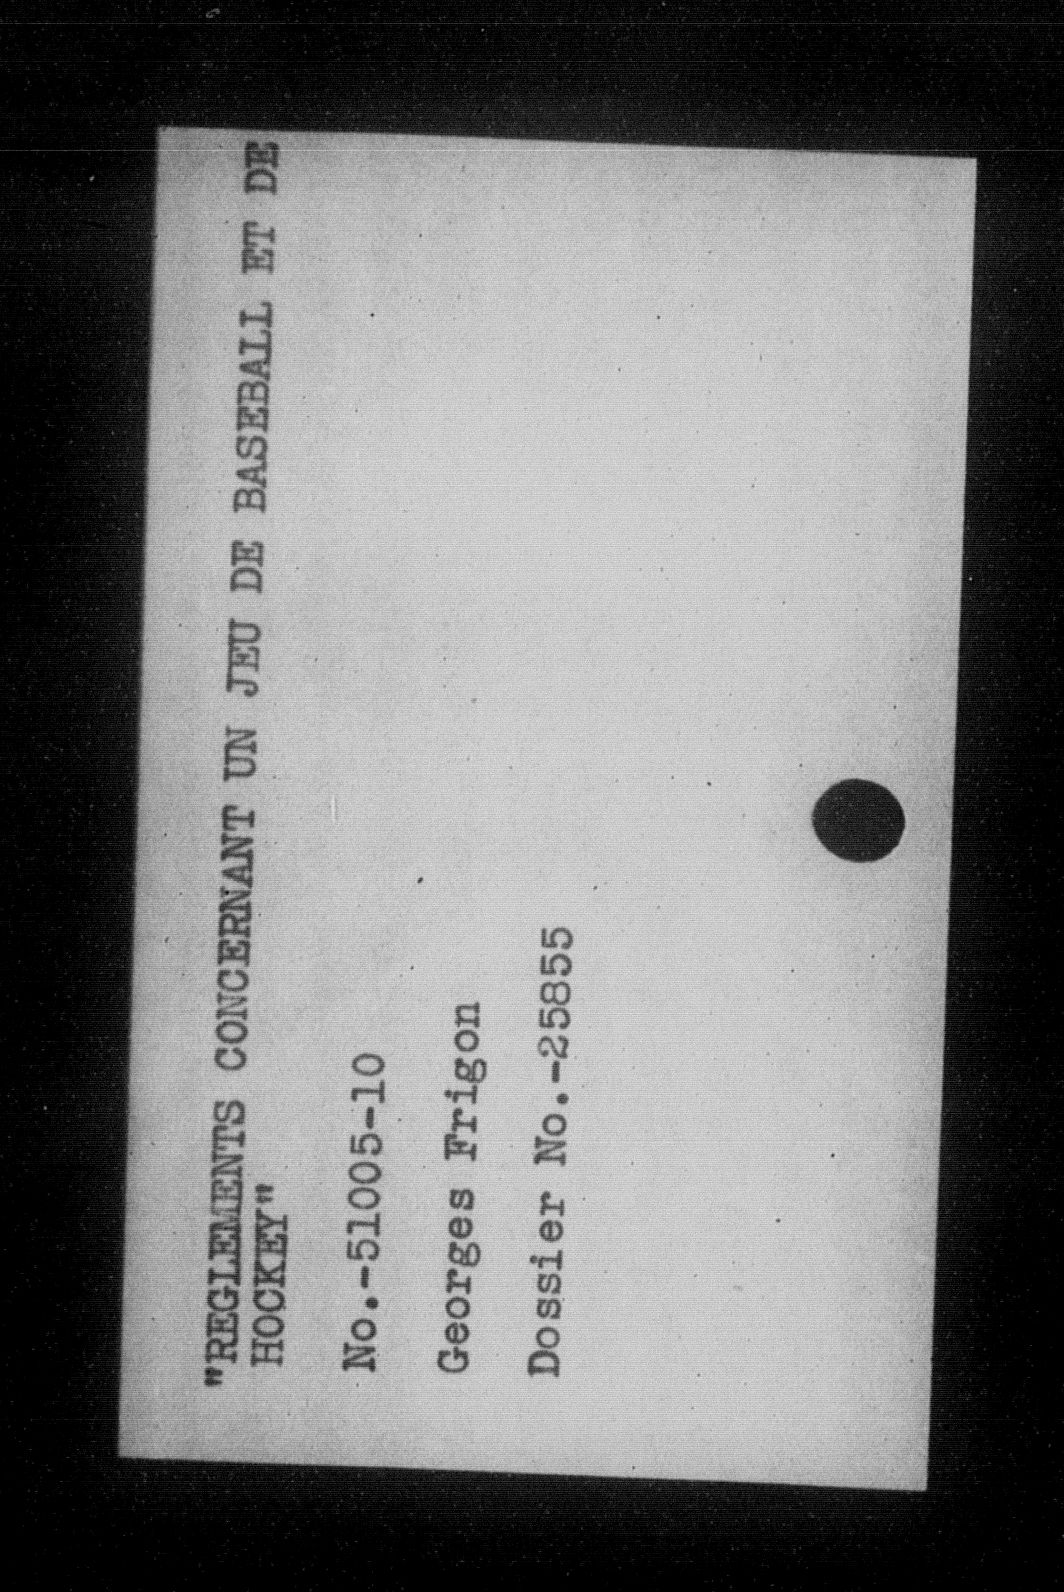 "REGLEMENTS CONCERNANT UN JEU DE BASEBALL ET DE
HOCKEY"
No.-51005-10
Georges Frigon
Dossier No.-25855